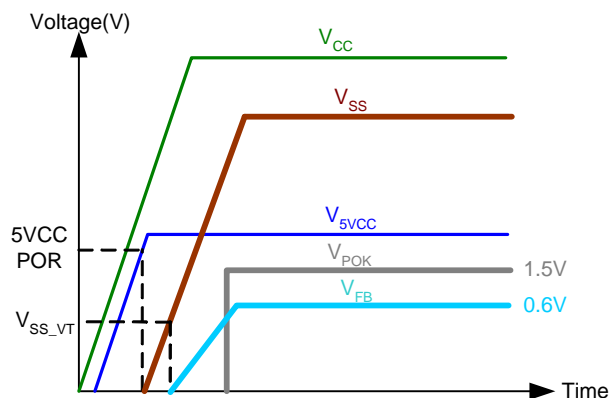 Voltage(V)
VCC
VSS
V5VCC
5VCC
POR
VPOK
1.5V
VFB
0.6V
VSS_VT
Time